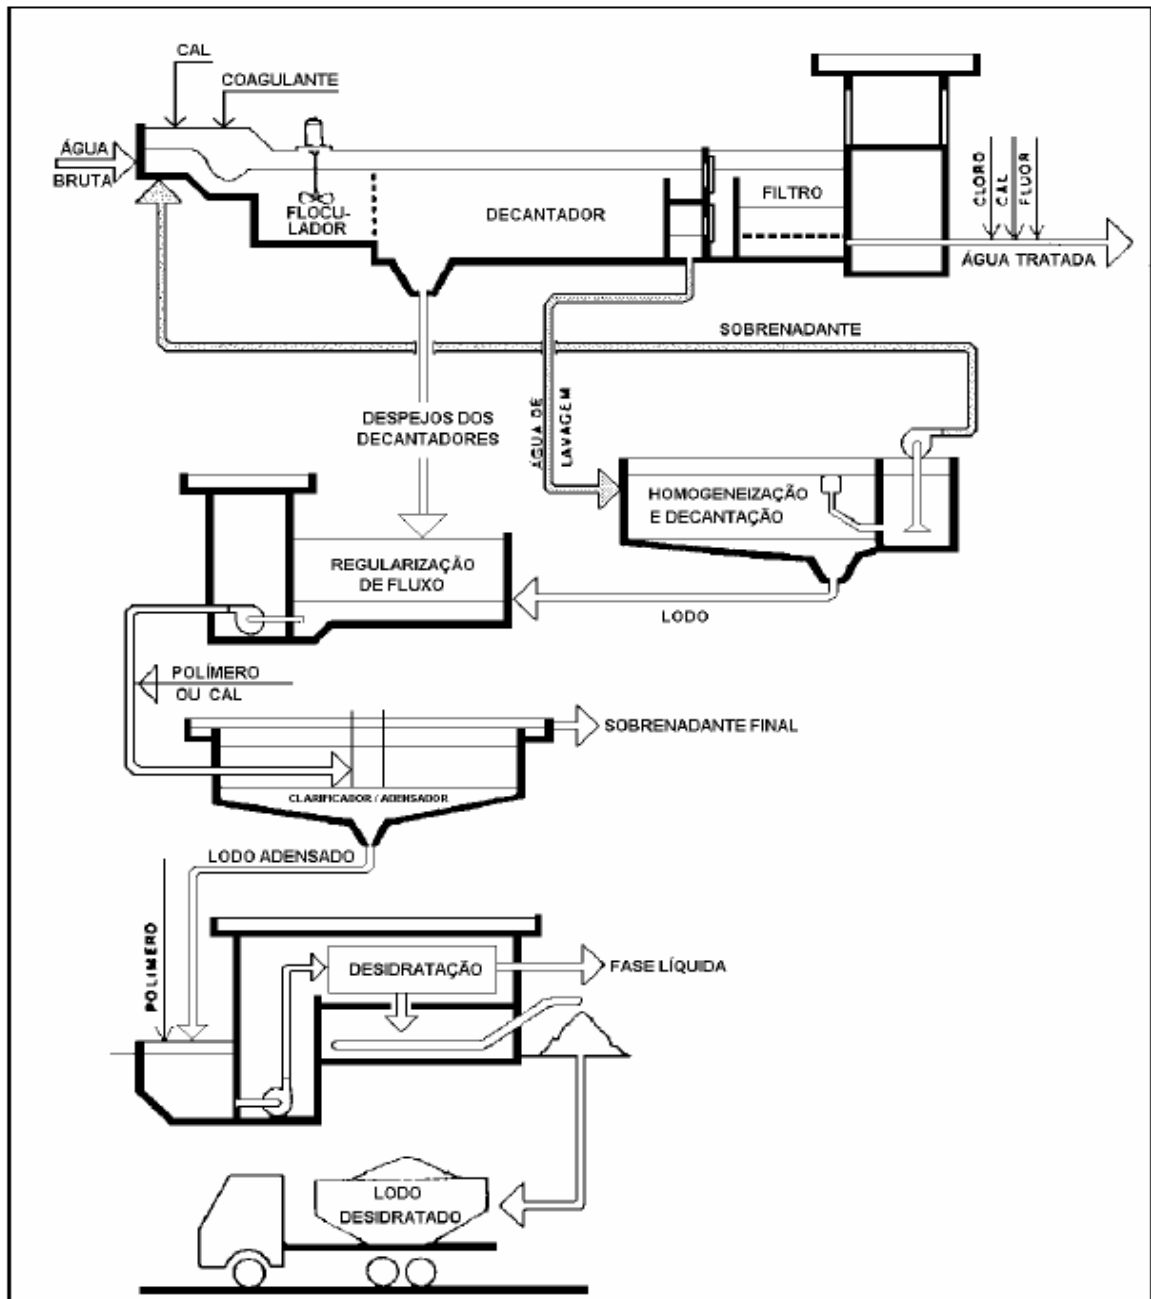 CAL
COAGULANTE
ÁGUA
BRUTA
FLOCU-
LADOR
DECANTADOR
FILTRO
CLORO
CAL
FLUOR
ÁGUA TRATADA
SOBRENADANTE
DESPEJOS DOS
DECANTADORES
ÁGUA DE
LAVAGEM
HOMOGENEIZAÇÃO
E DECANTAÇÃO
REGULARIZAÇÃO
DE FLUXO
LODO
POLÍMERO
OU CAL
SOBRENADANTE FINAL
CLARIFICADOR / ADENSADOR
LODO ADENSADO
POLIMERO
DESIDRATAÇÃO
FASE LÍQUIDA
LODO
DESIDRATADO